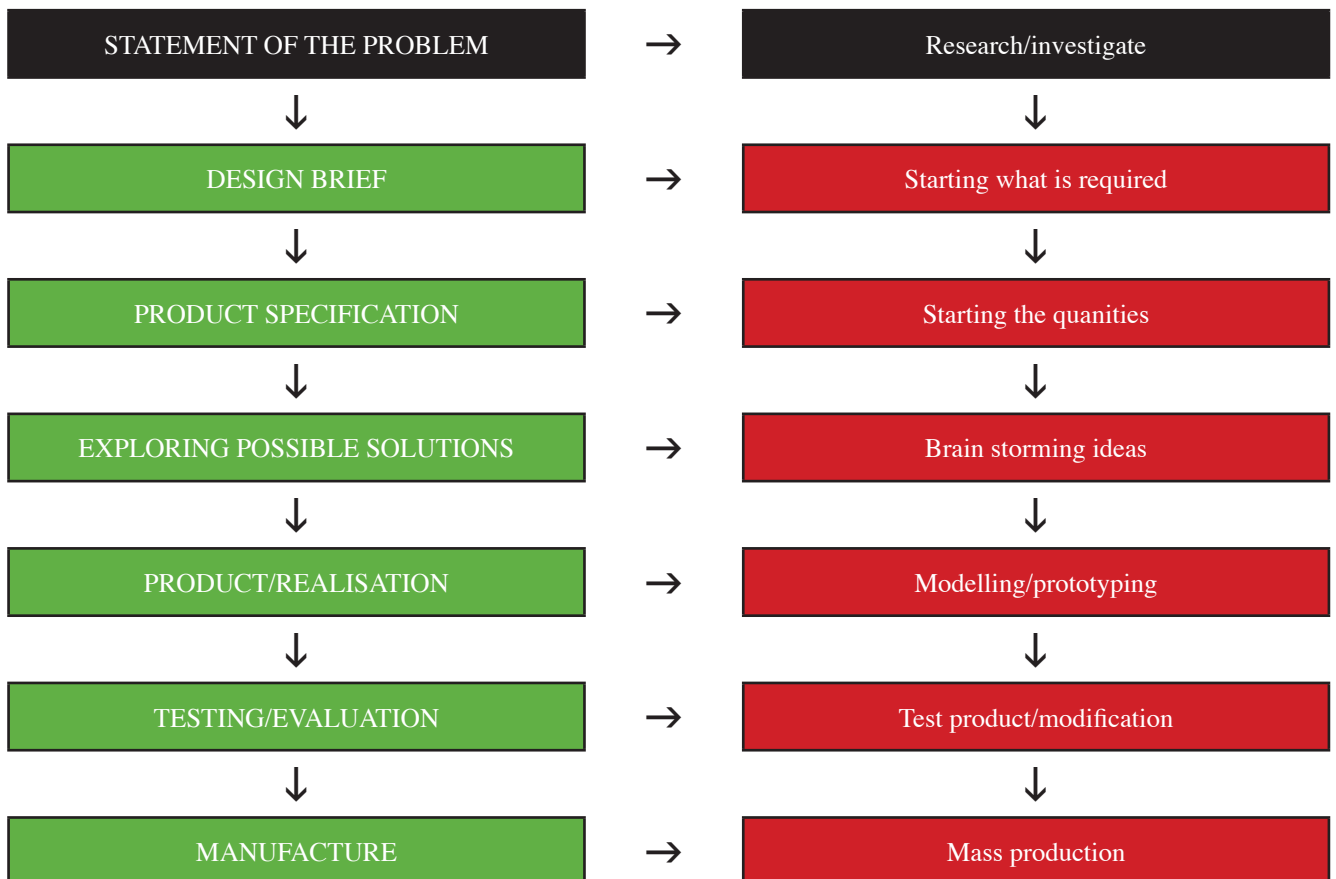 STATEMENT OF THE PROBLEM → Research/investigate
↓ ↓
DESIGN BRIEF → Starting what is required
↓ ↓
PRODUCT SPECIFICATION → Starting the quanities
↓ ↓
EXPLORING POSSIBLE SOLUTIONS → Brain storming ideas
↓ ↓
PRODUCT/REALISATION → Modelling/prototyping
↓ ↓
TESTING/EVALUATION → Test product/modification
↓ ↓
MANUFACTURE → Mass production